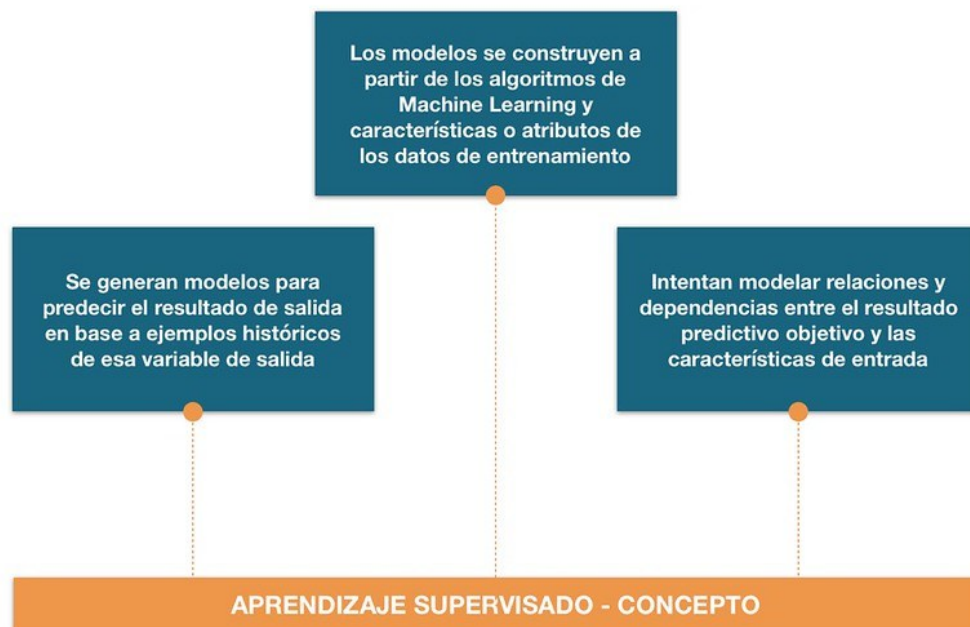 Los modelos se construyen a
partir de los algoritmos de
Machine Learning y
características o atributos de
los datos de entrenamiento
Se generan modelos para
predecir el resultado de salida
en base a ejemplos históricos
de esa variable de salida
Intentan modelar relaciones y
dependencias entre el resultado
predictivo objetivo y las
características de entrada
APRENDIZAJE SUPERVISADO - CONCEPTO